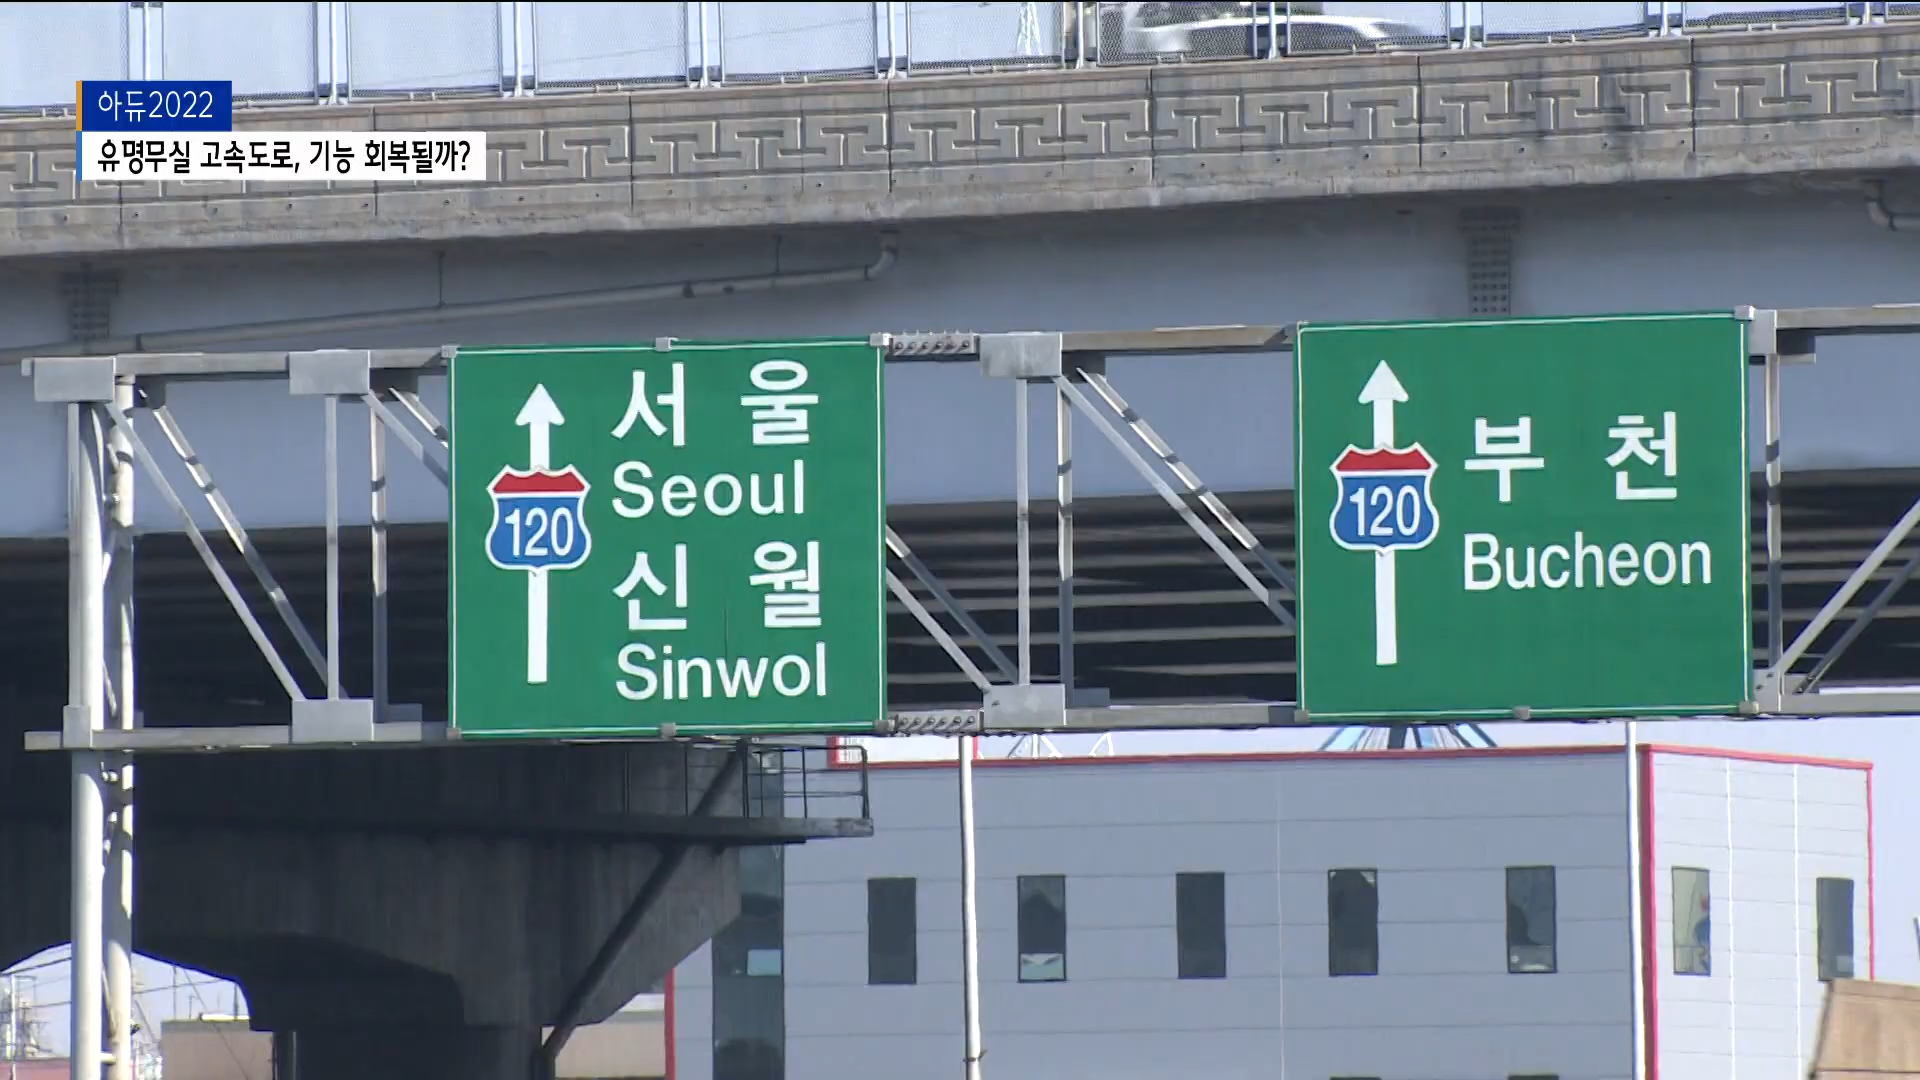 아듀2022
유명무실 고속도로, 기능 회복될까?
서울
Seoul
신월
Sinwol
120
부천
Bucheon
120